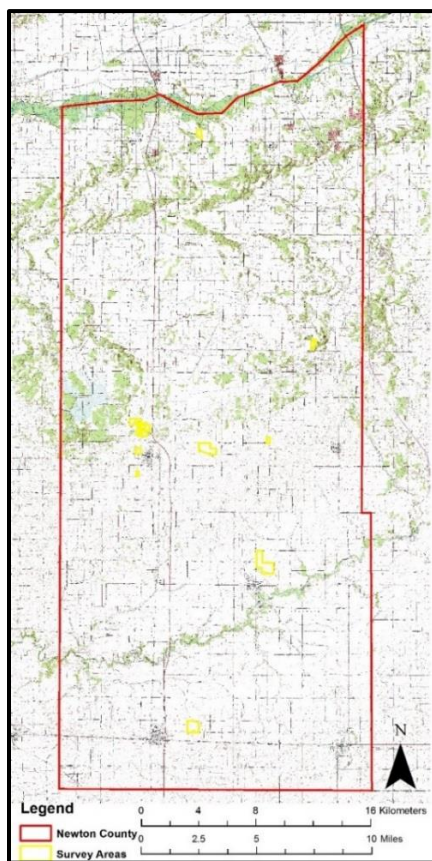 N
Legend
Newton County
Survey Areas
0 4 8 16 Kilometers
0 2.5 5 10 Miles